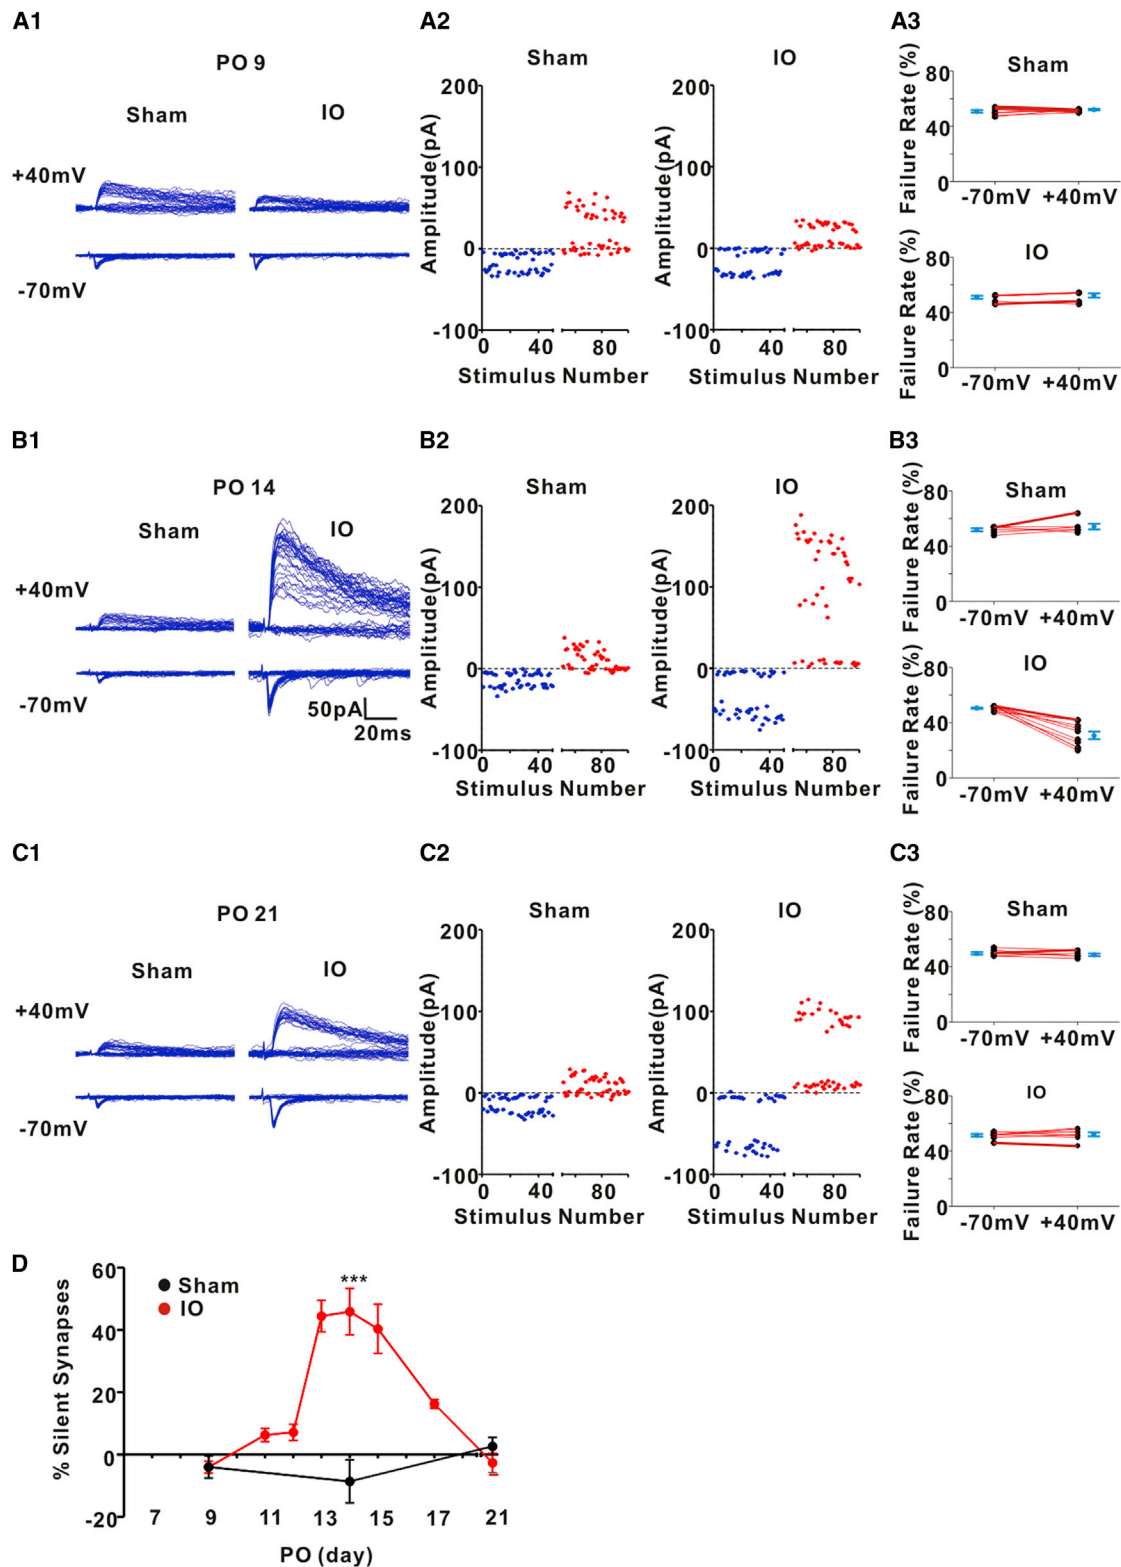 A1
PO 9
Sham
IO
+40mV
-70mV
A2
Sham
IO
Amplitude(pA)
200
100
0
-100
0
40
80
Stimulus Number
Amplitude(pA)
200
100
0
-100
0
40
80
Stimulus Number
A3
Sham
Failure Rate (%)
80
40
0
-70mV
+40mV
IO
Failure Rate (%)
80
40
0
-70mV
+40mV
B1
PO 14
Sham
IO
+40mV
-70mV
50pA
20ms
B2
Sham
IO
Amplitude(pA)
200
100
0
-100
0
40
80
Stimulus Number
Amplitude(pA)
200
100
0
-100
0
40
80
Stimulus Number
B3
Sham
Failure Rate (%)
80
40
0
-70mV
+40mV
IO
Failure Rate (%)
80
40
0
-70mV
+40mV
C1
PO 21
Sham
IO
+40mV
-70mV
C2
Sham
IO
Amplitude(pA)
200
100
0
-100
0
40
80
Stimulus Number
Amplitude(pA)
200
100
0
-100
0
40
80
Stimulus Number
C3
Sham
Failure Rate (%)
80
40
0
-70mV
+40mV
IO
Failure Rate (%)
80
40
0
-70mV
+40mV
D
% Silent Synapses
60
40
20
0
-20
Sham
IO
***
7
9
11
13
15
17
21
PO (day)